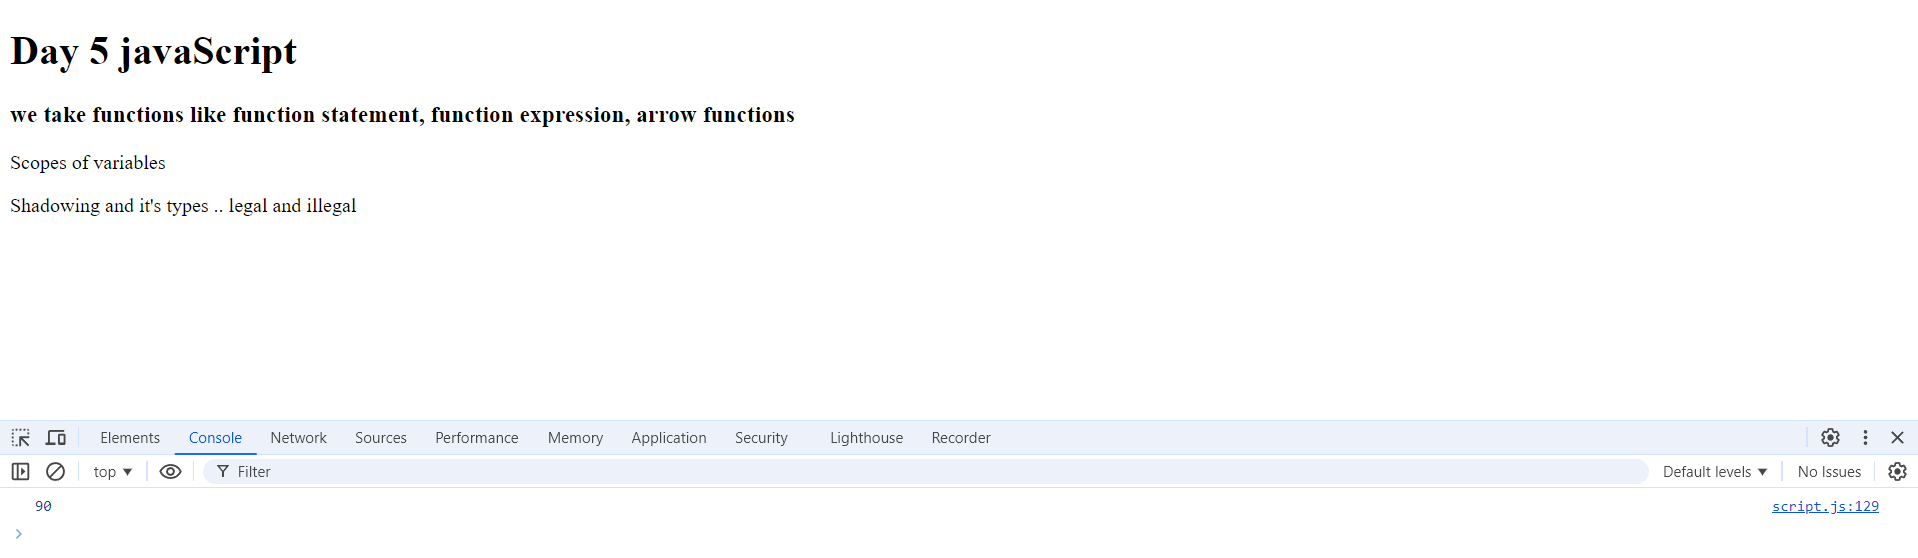 Day 5 javaScript
we take functions like function statement, function expression, arrow functions
Scopes of variables
Shadowing and it's types .. legal and illegal
Elements Console Network Sources Performance Memory Application Security Lighthouse Recorder
top Filter Default levels No Issues
90 script.js:129